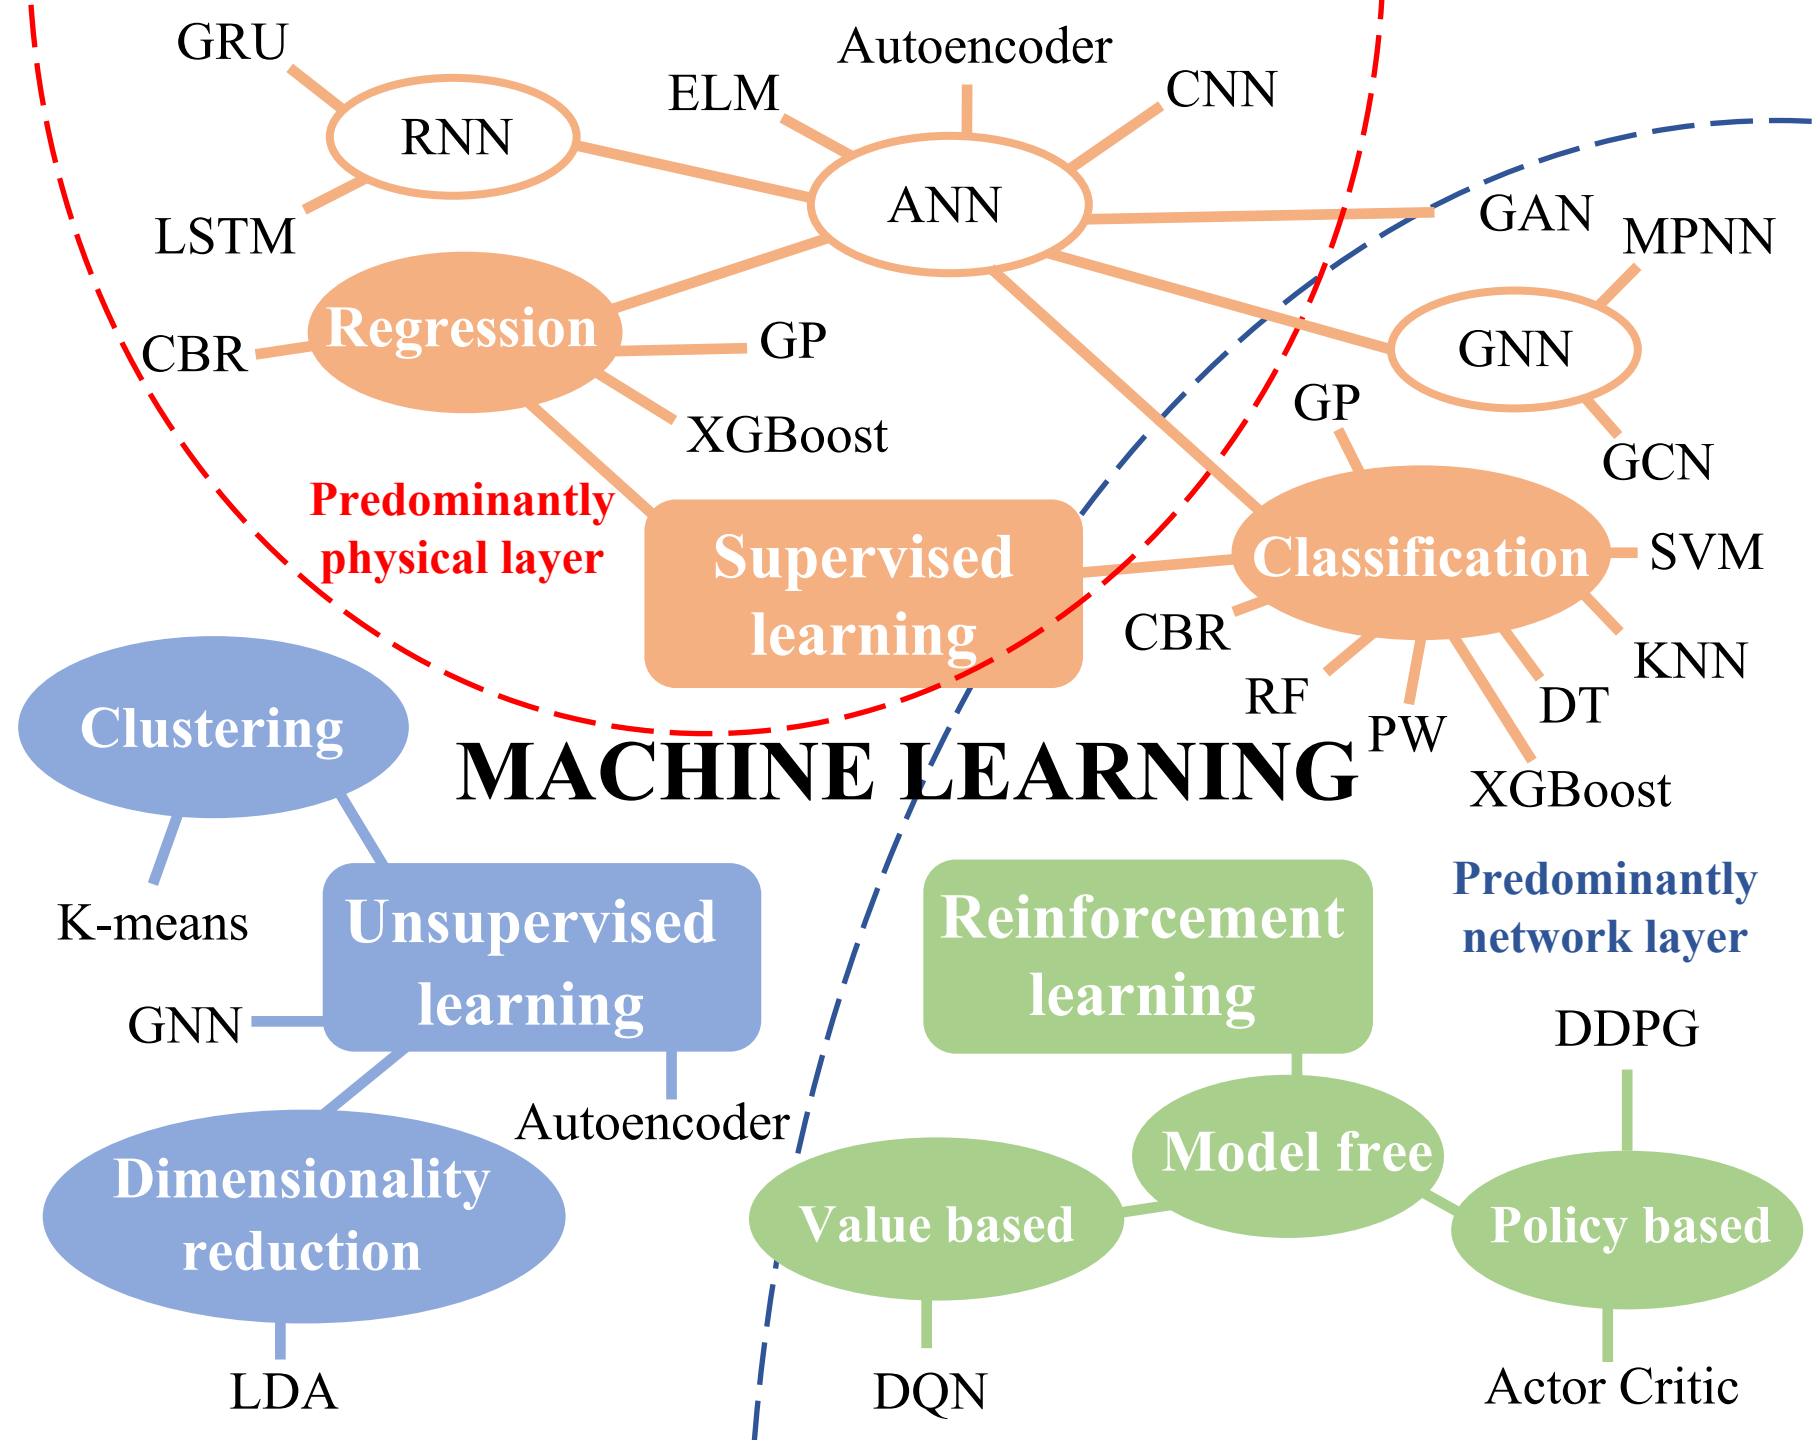 GRU
Autoencoder
ELM
CNN
RNN
ANN
LSTM
GAN
MPNN
Regression
CBR
GP
GNN
GP
XGBoost
GCN
Predominantly
physical layer
Supervised
learning
Classification
SVM
CBR
KNN
RF
PW
DT
XGBoost
Clustering
MACHINE LEARNING
K-means
Unsupervised
learning
Reinforcement
learning
Predominantly
network layer
GNN
DDPG
Autoencoder
Dimensionality
reduction
Model free
Value based
Policy based
LDA
DQN
Actor Critic